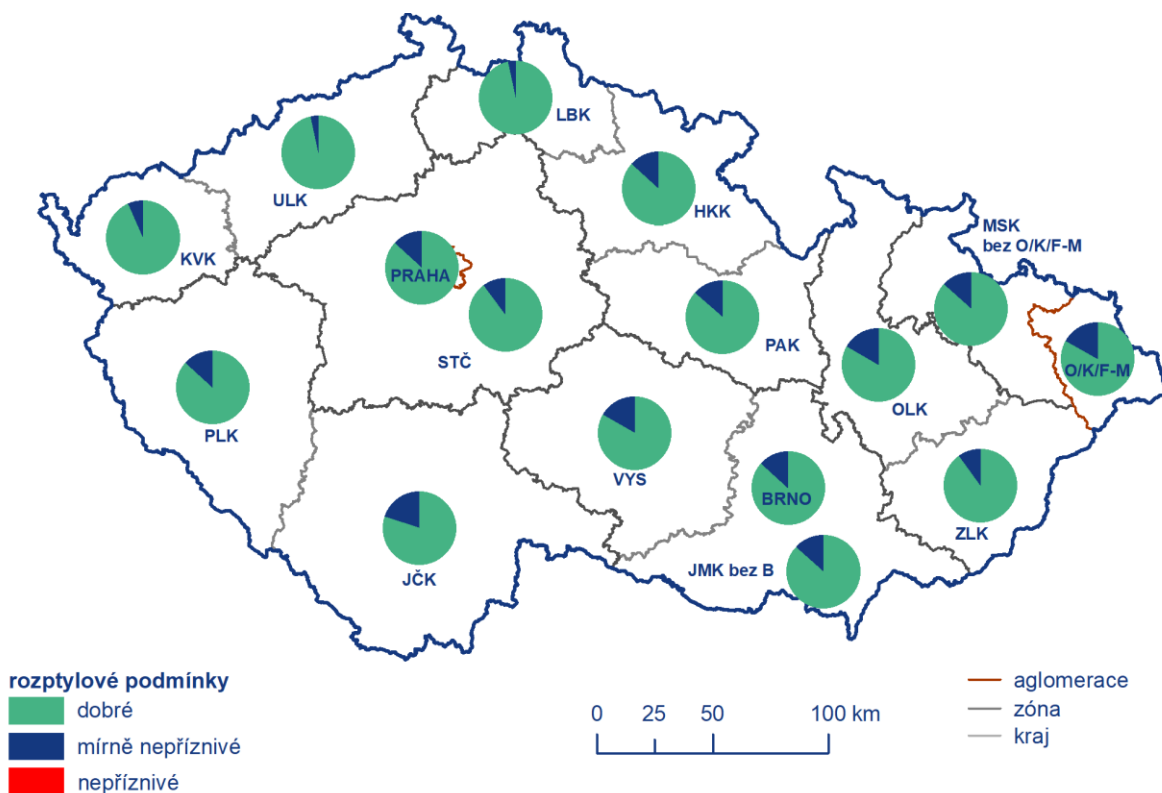 LBK
ULK
HKK
MSK
bez O/K/F-M
KVK
PRAHA
STČ
PAK
O/K/F-M
OLK
PLK
VYS
BRNO
ZLK
JČK
JMK bez B
rozptylové podmínky
dobré
mírně nepříznivé
nepříznivé
0 25 50 100 km
aglomerace
zóna
kraj